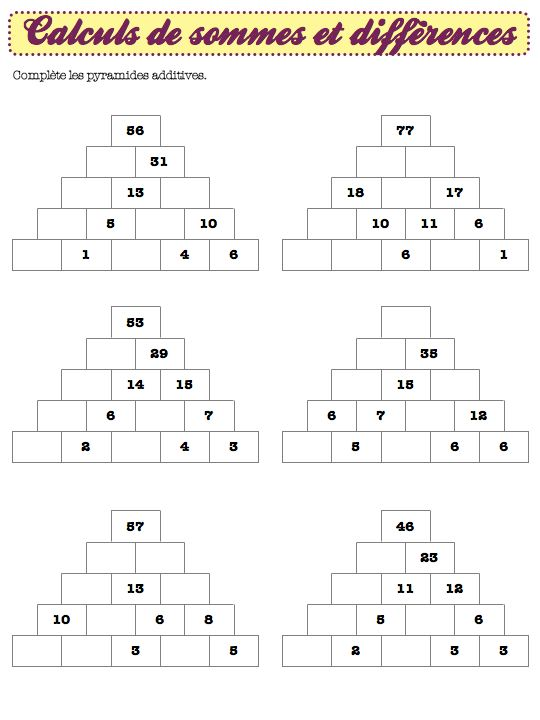 Calculs de sommes et différences
Complète les pyramides additives.
56
31
13
5 10
1 4 6
77
18 17
10 11 6
6 1
53
29
14 15
6 7
2 4 3
35
15
6 7 12
5 6 6
57
13
10 6 8
3 5
46
23
11 12
5 6
2 3 3